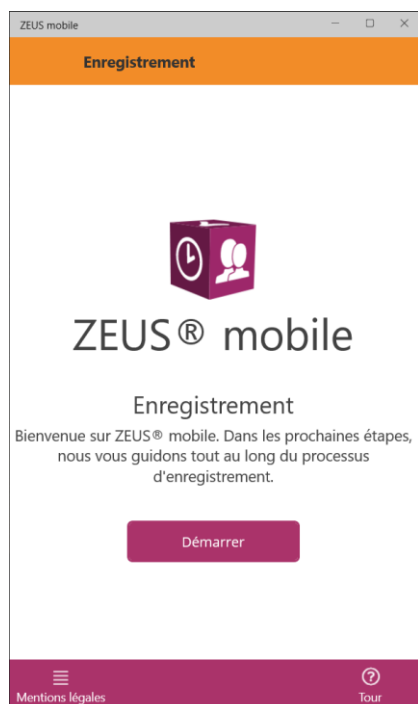 ZEUS mobile
Enregistrement
ZEUS® mobile
Enregistrement
Bienvenue sur ZEUS® mobile. Dans les prochaines étapes,
nous vous guidons tout au long du processus
d'enregistrement.
Démarrer
Mentions légales
Tour